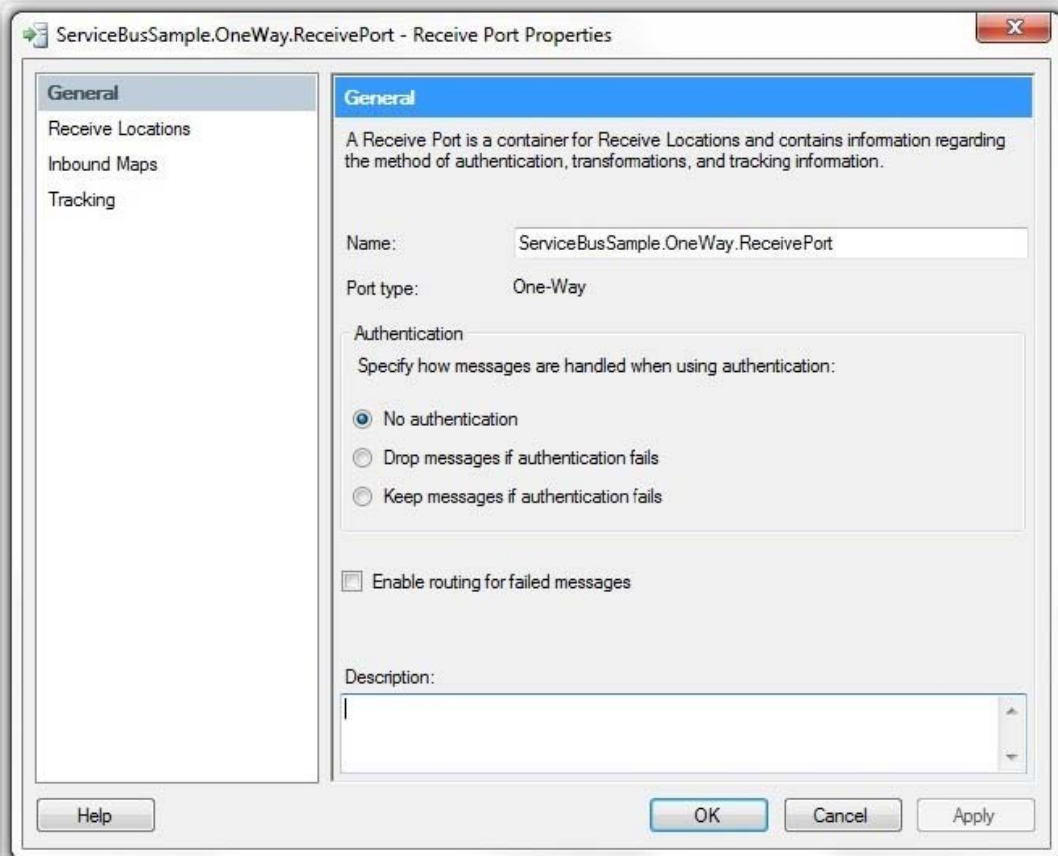 ServiceBusSample.OneWay.ReceivePort - Receive Port Properties
X
General
Receive Locations
Inbound Maps
Tracking
General
A Receive Port is a container for Receive Locations and contains information regarding
the method of authentication, transformations, and tracking information.
Name: ServiceBusSample.OneWay.ReceivePort
Port type: One-Way
Authentication
Specify how messages are handled when using authentication:
No authentication
Drop messages if authentication fails
Keep messages if authentication fails
Enable routing for failed messages
Description:
Help OK Cancel Apply